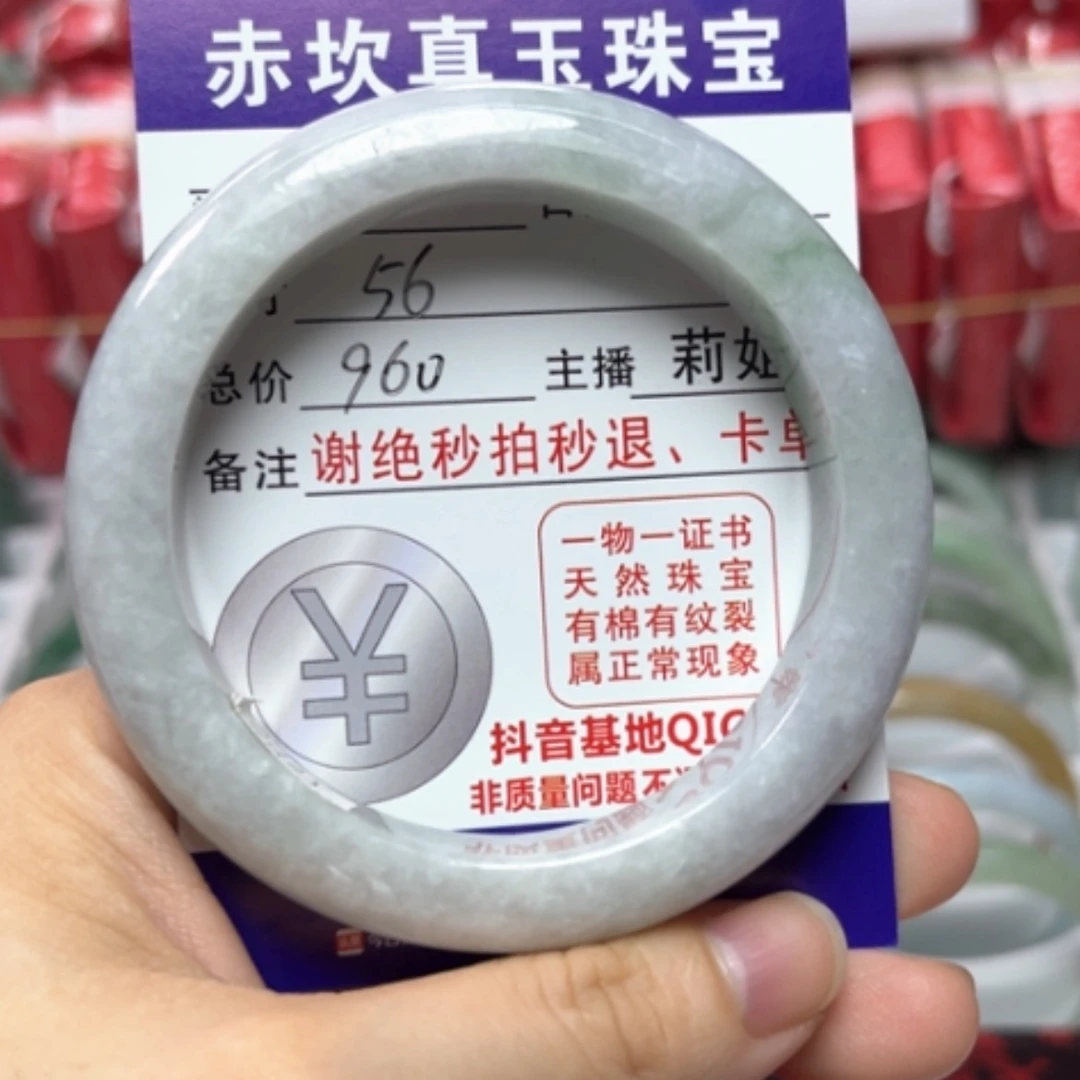 赤坎真玉珠宝
56
总价 960 主播 莉姐
备注 谢绝秒拍秒退、卡单
一物一证书
天然珠宝
有棉有纹裂
属正常现象
抖音基地QIC
非质量问题不